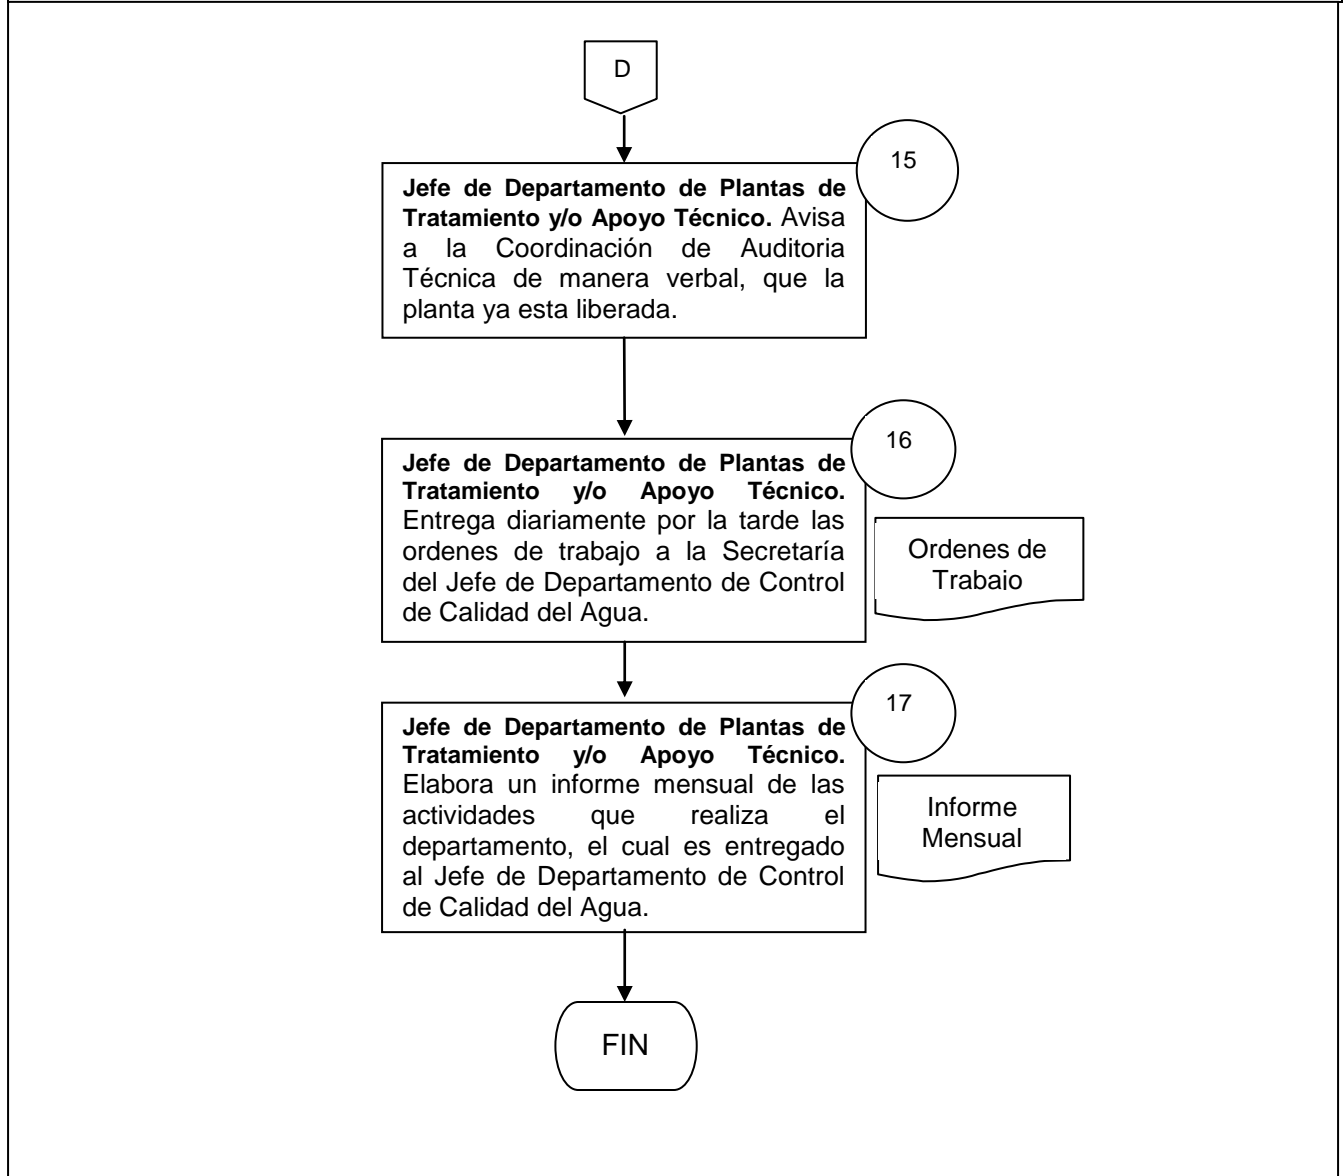 D
15
Jefe de Departamento de Plantas de
Tratamiento y/o Apoyo Técnico. Avisa
a la Coordinación de Auditoria
Técnica de manera verbal, que la
planta ya esta liberada.
16
Jefe de Departamento de Plantas de
Tratamiento y/o Apoyo Técnico.
Entrega diariamente por la tarde las
ordenes de trabajo a la Secretaría
del Jefe de Departamento de Control
de Calidad del Agua.
Ordenes de
Trabajo
17
Jefe de Departamento de Plantas de
Tratamiento y/o Apoyo Técnico.
Elabora un informe mensual de las
actividades que realiza el
departamento, el cual es entregado
al Jefe de Departamento de Control
de Calidad del Agua.
Informe
Mensual
FIN